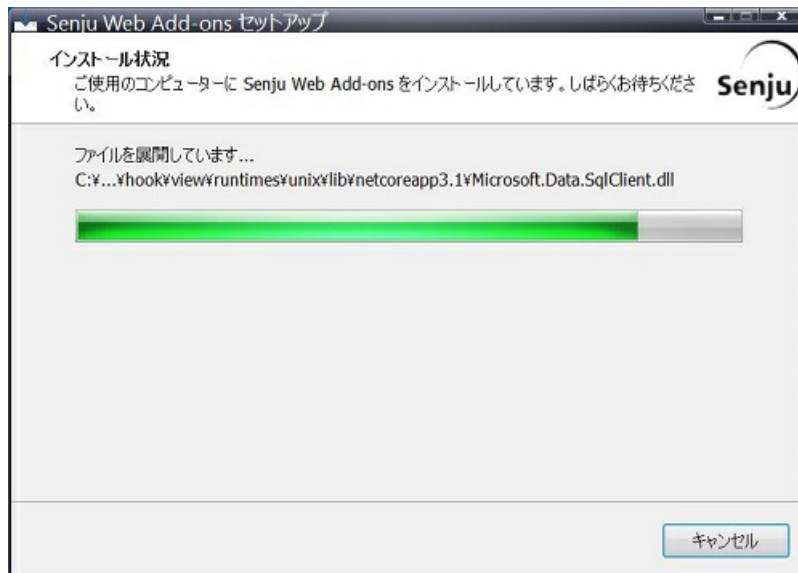 Senju Web Add-ons セットアップ
インストール状況
ご使用のコンピューターに Senju Web Add-ons をインストールしています。しばらくお待ちくださ
い。
Senju
ファイルを展開しています...
C:¥...¥hook¥view¥runtimes¥unix¥lib¥netcoreapp3.1¥Microsoft.Data.SqlClient.dll
キャンセル